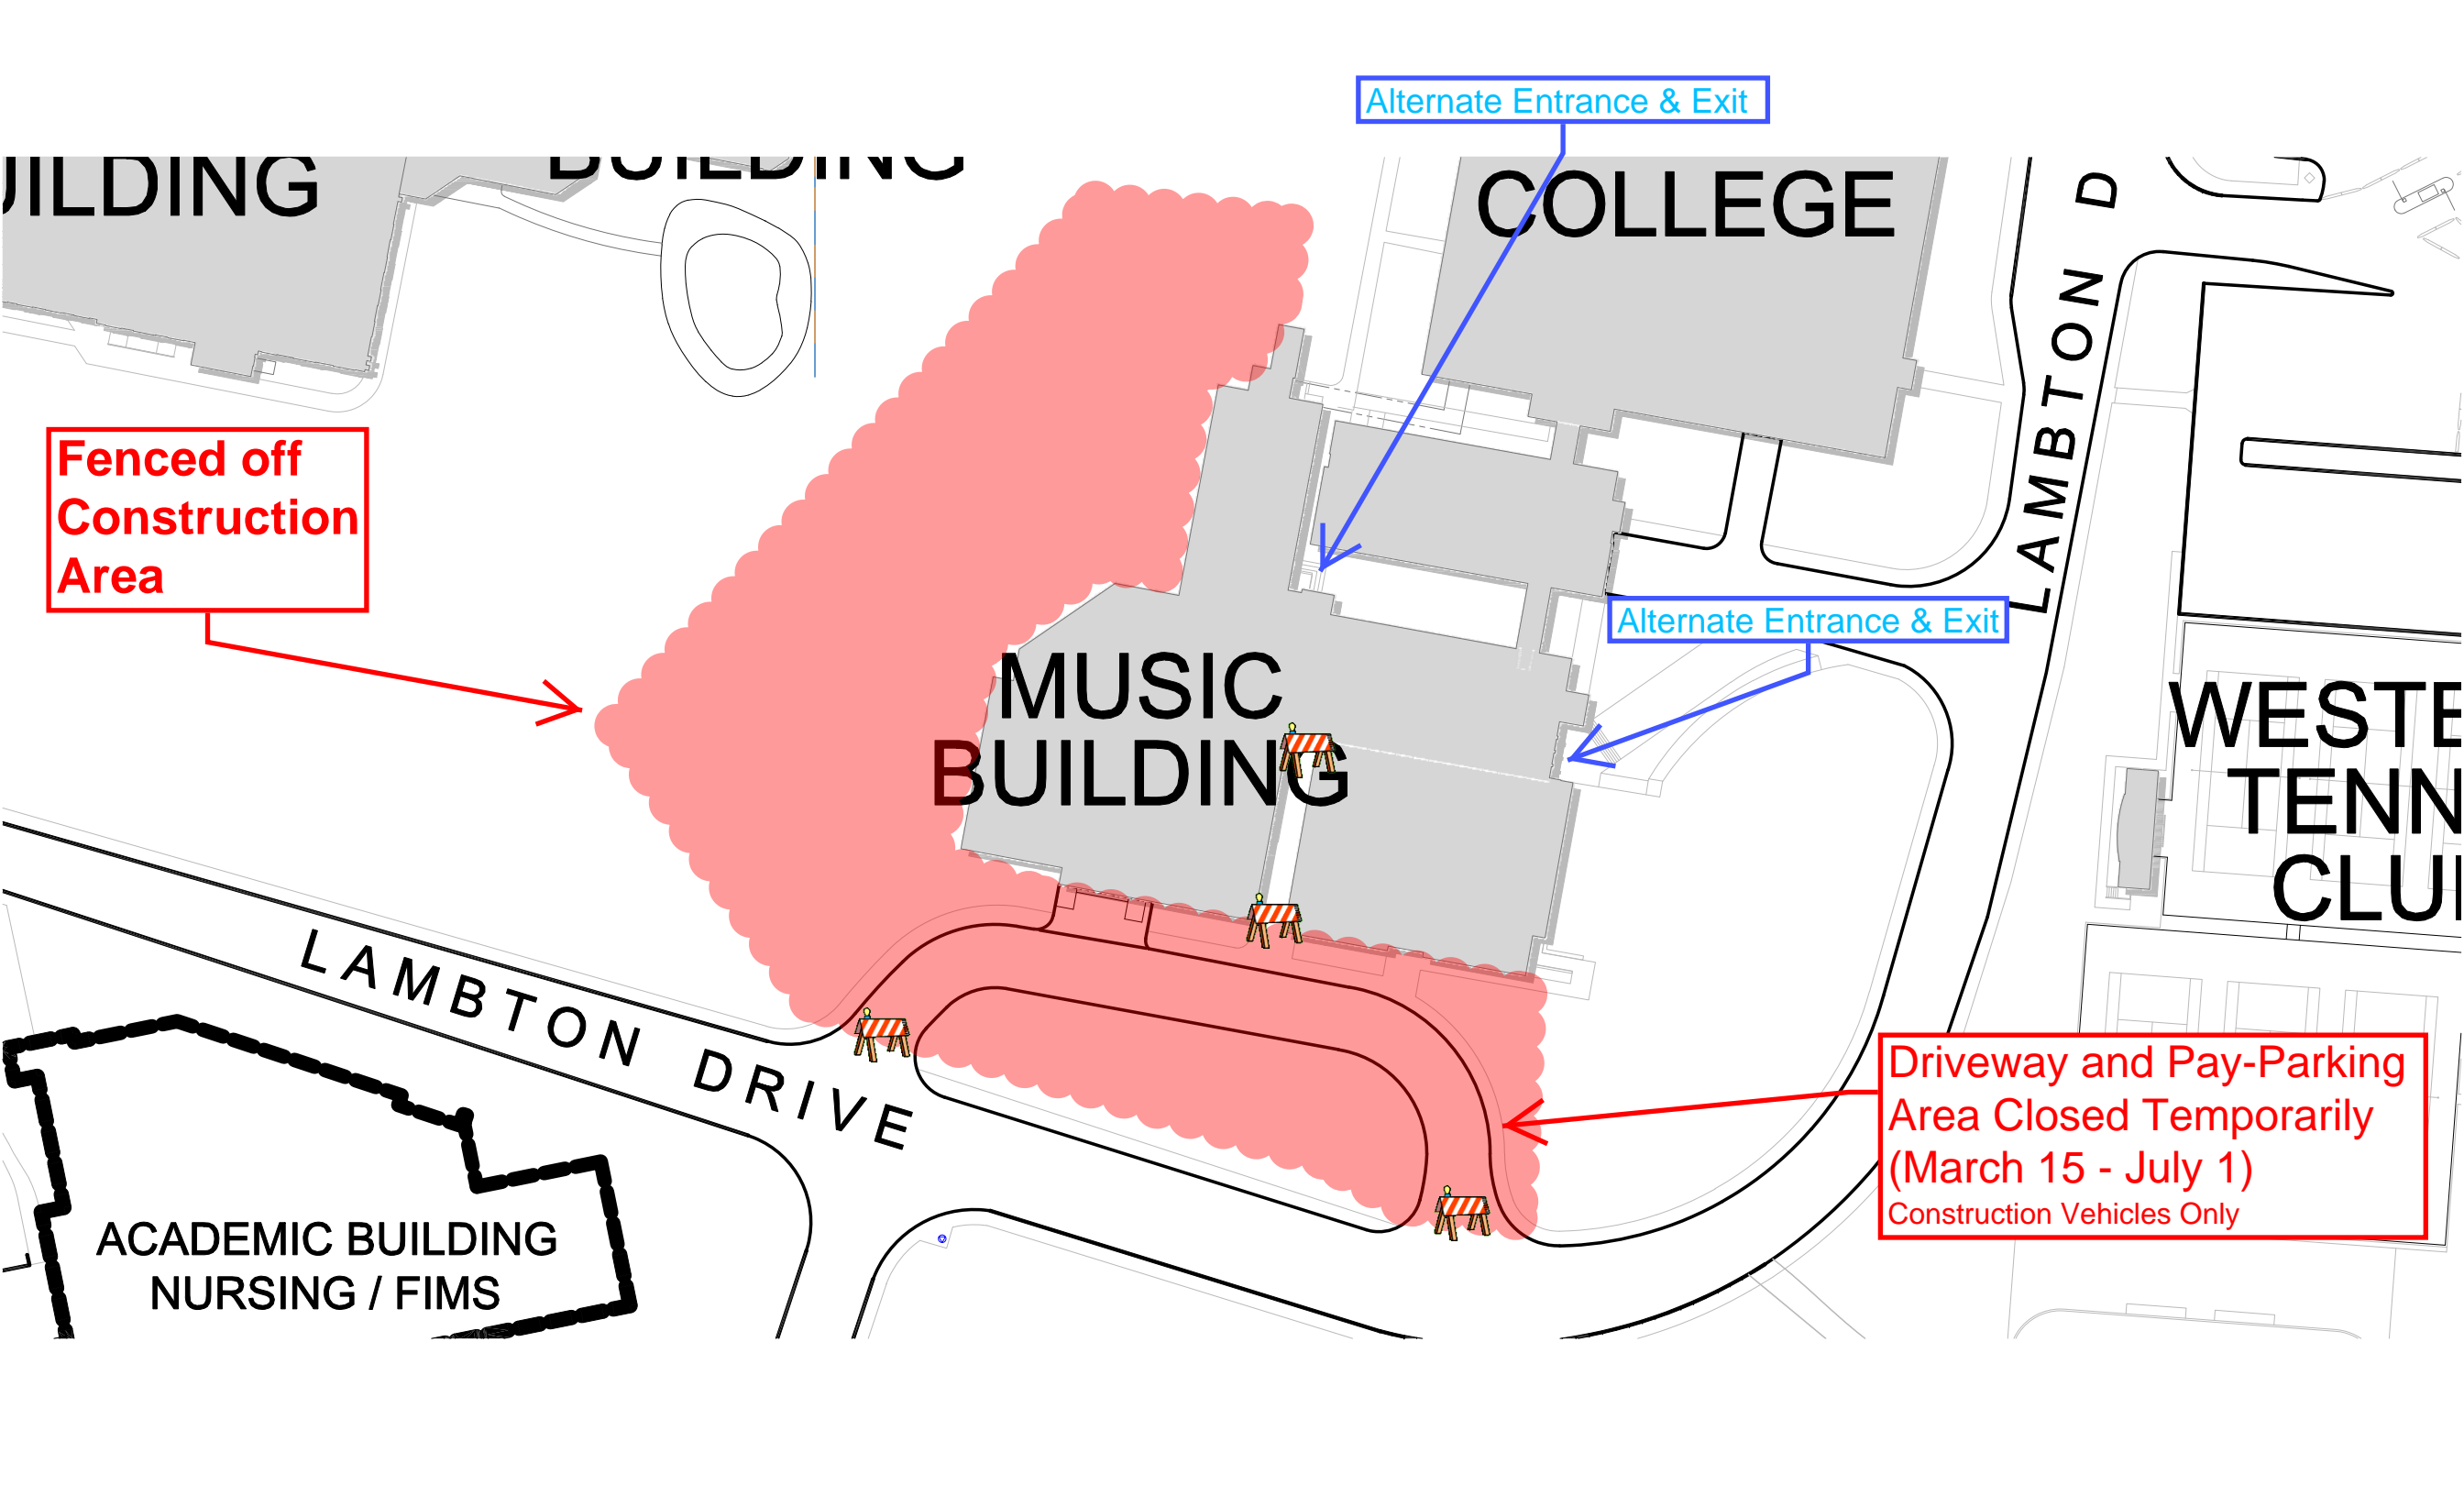 Alternate Entrance & Exit
UILDING
BUILDING
COLLEGE
LAMBTON D
Fenced off
Construction
Area
Alternate Entrance & Exit
MUSIC
BUILDING
WESTE
TENN
CLU
LAMBTON DRIVE
Driveway and Pay-Parking
Area Closed Temporarily
(March 15 - July 1)
Construction Vehicles Only
ACADEMIC BUILDING
NURSING / FIMS